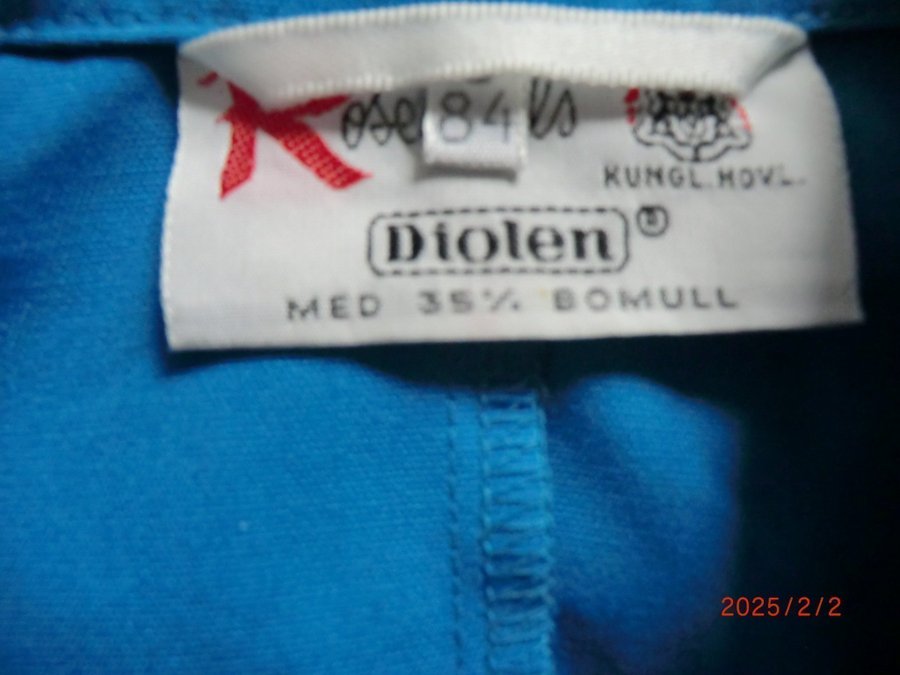 84
KUNGL. HOVL.
Diolen®
MED 35% BOMULL
2025/2/2